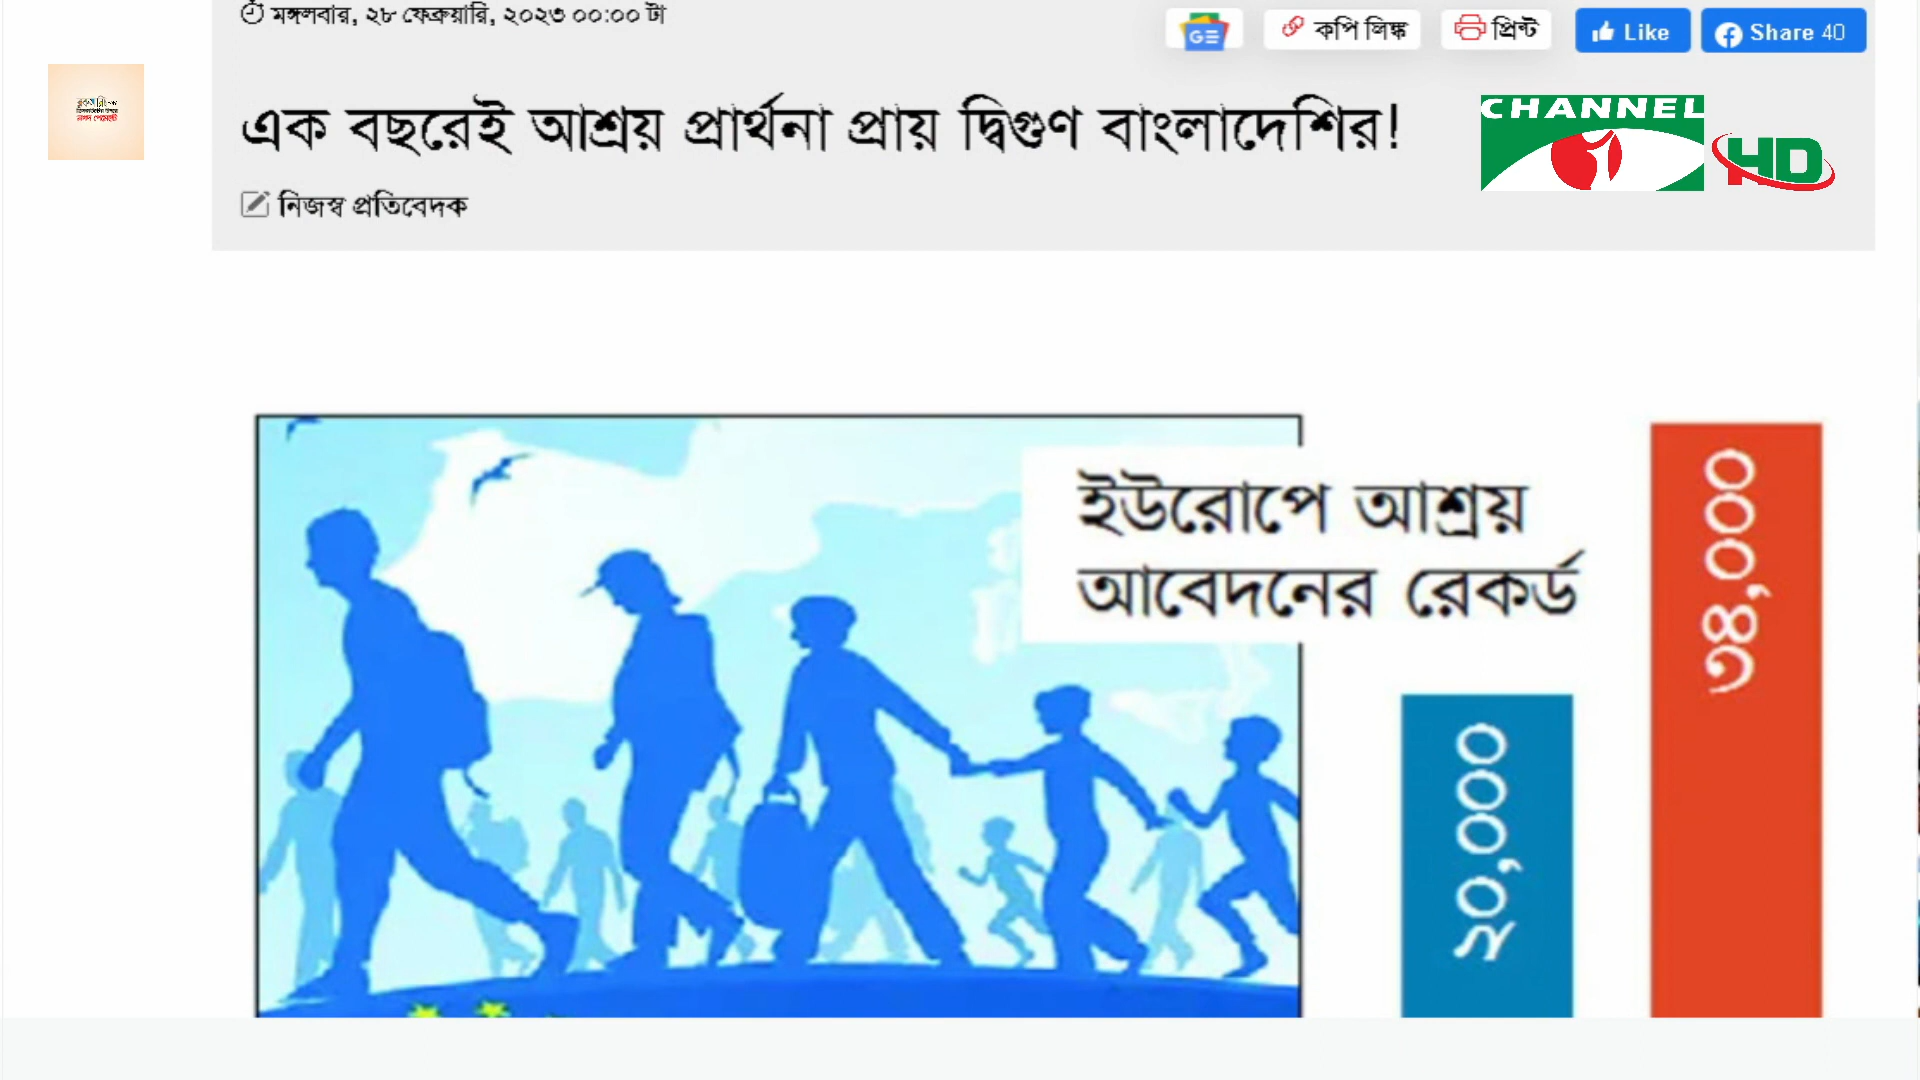 মঙ্গলবার, ২৮ ফেব্রুয়ারি, ২০২৩ ০০:০০ টা
GE
কপি লিঙ্ক
প্রিন্ট
Like
Share 40
এক বছরেই আশ্রয় প্রার্থনা প্রায় দ্বিগুণ বাংলাদেশির!
CHANNEL
i
HD
নিজস্ব প্রতিবেদক
ইউরোপে আশ্রয়
আবেদনের রেকর্ড
২০,০০০
৩৪,০০০